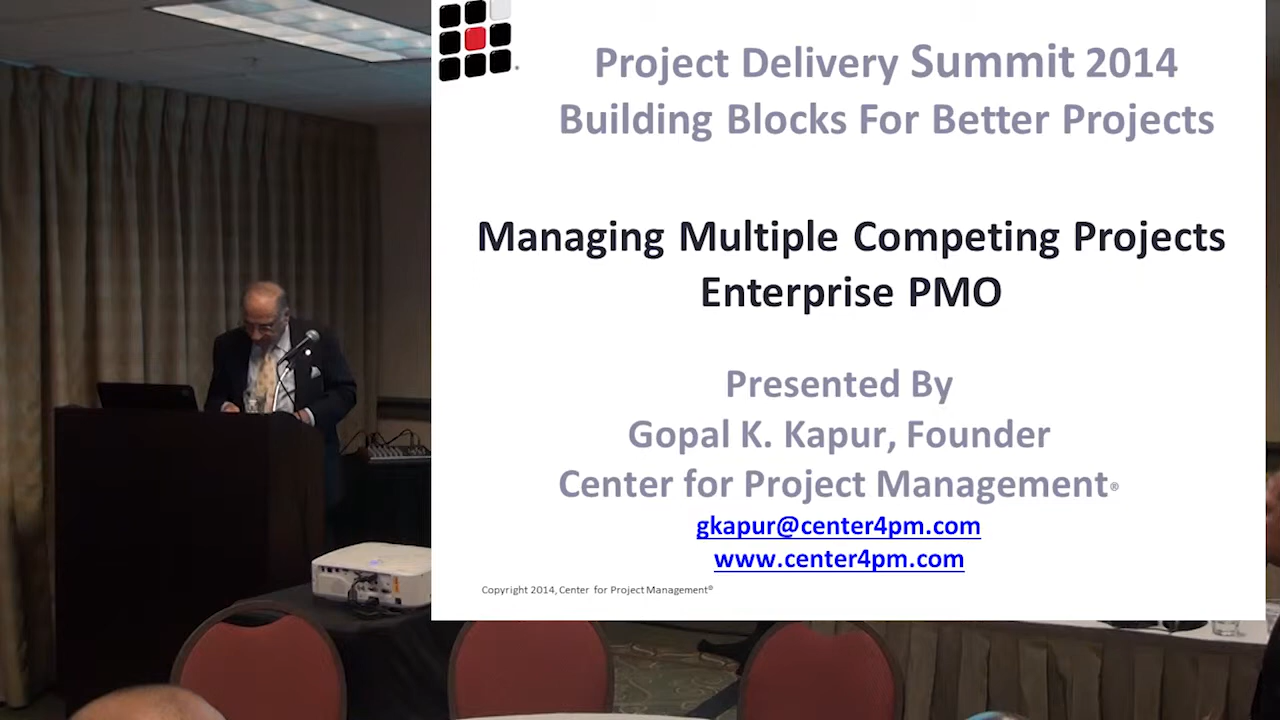 Project Delivery Summit 2014
Building Blocks For Better Projects
Managing Multiple Competing Projects
Enterprise PMO
Presented By
Gopal K. Kapur, Founder
Center for Project Management®
gkapur@center4pm.com
www.center4pm.com
Copyright 2014, Center for Project Management®